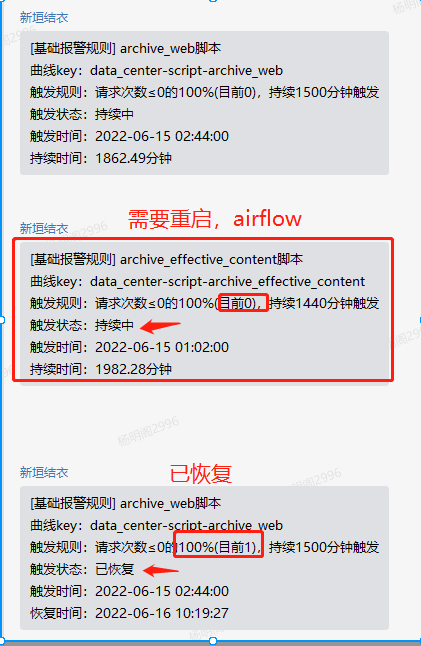 新垣结衣
[基础报警规则] archive_web脚本
曲线key：data_center-script-archive_web
触发规则：请求次数≤0的100%(目前0)，持续1500分钟触发
触发状态：持续中
触发时间：2022-06-15 02:44:00
持续时间：1862.49分钟
需要重启，airflow
新垣结衣
[基础报警规则] archive_effective_content脚本
曲线key：data_center-script-archive_effective_content
触发规则：请求次数≤0的100%(目前0)，持续1440分钟触发
触发状态：持续中
触发时间：2022-06-15 01:02:00
持续时间：1982.28分钟
杨明闹2996
已恢复
新垣结衣
[基础报警规则] archive_web脚本
曲线key：data_center-script-archive_web
触发规则：请求次数≤0的100%(目前1)，持续1500分钟触发
触发状态：已恢复
触发时间：2022-06-15 02:44:00
恢复时间：2022-06-16 10:19:27